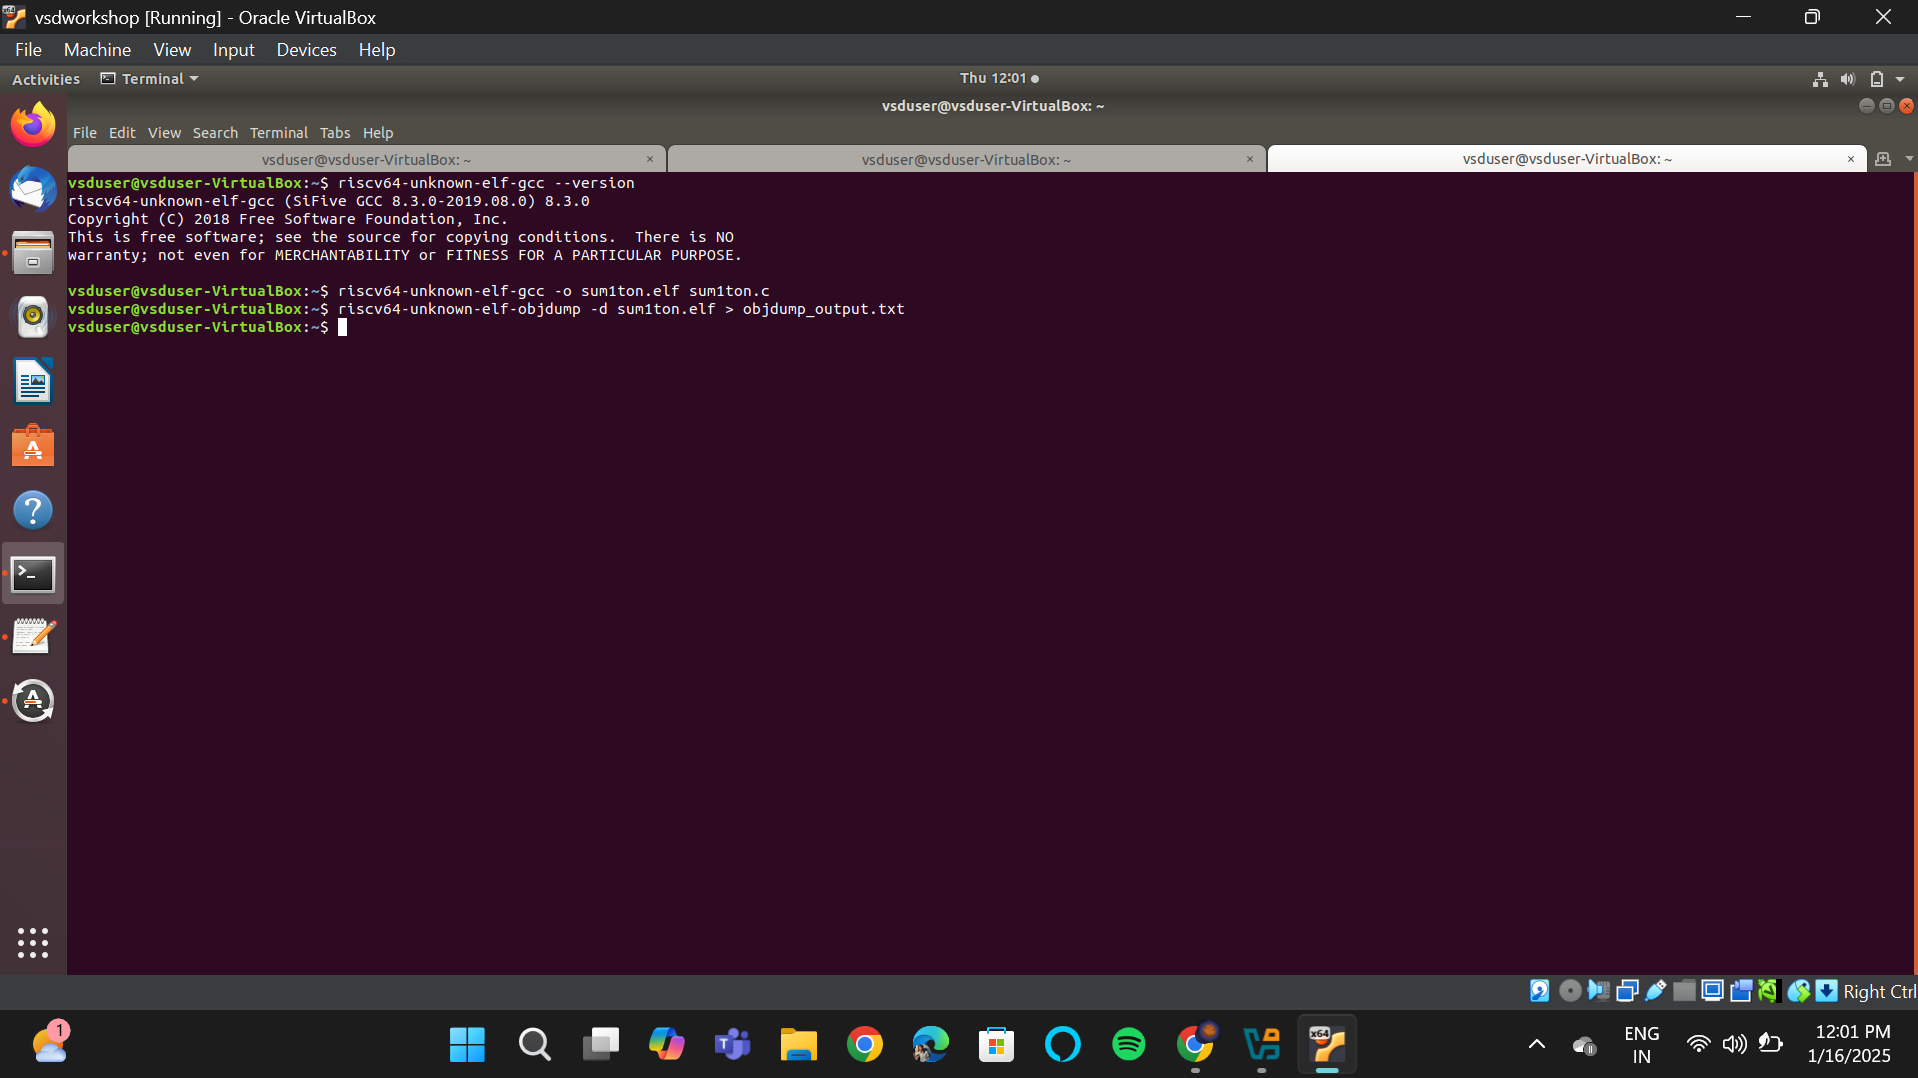 vsdworkshop [Running] - Oracle VirtualBox
File Machine View Input Devices Help
Activities Terminal Thu 12:01
vsduser@vsduser-VirtualBox: ~
File Edit View Search Terminal Tabs Help
vsduser@vsduser-VirtualBox: ~ × vsduser@vsduser-VirtualBox: ~ × vsduser@vsduser-VirtualBox: ~ ×
vsduser@vsduser-VirtualBox:~$ riscv64-unknown-elf-gcc --version
riscv64-unknown-elf-gcc (SiFive GCC 8.3.0-2019.08.0) 8.3.0
Copyright (C) 2018 Free Software Foundation, Inc.
This is free software; see the source for copying conditions.  There is NO
warranty; not even for MERCHANTABILITY or FITNESS FOR A PARTICULAR PURPOSE.
vsduser@vsduser-VirtualBox:~$ riscv64-unknown-elf-gcc -o sum1ton.elf sum1ton.c
vsduser@vsduser-VirtualBox:~$ riscv64-unknown-elf-objdump -d sum1ton.elf > objdump_output.txt
vsduser@vsduser-VirtualBox:~$
Right Ctrl
1
x64
ENG
IN
12:01 PM
1/16/2025